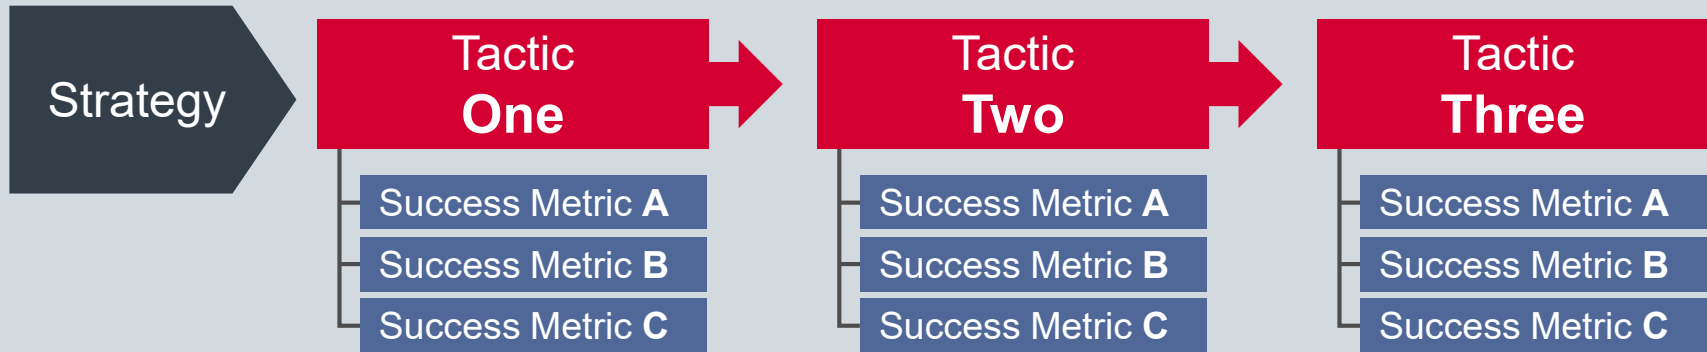 Strategy
Tactic
One
Success Metric A
Success Metric B
Success Metric C
Tactic
Two
Success Metric A
Success Metric B
Success Metric C
Tactic
Three
Success Metric A
Success Metric B
Success Metric C